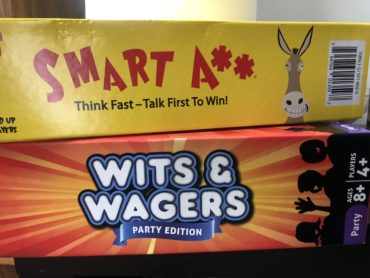 SMART A**
Think Fast – Talk First To Win!
WITS &
WAGERS
PARTY EDITION
Party
AGES
8+
PLAYERS
4+